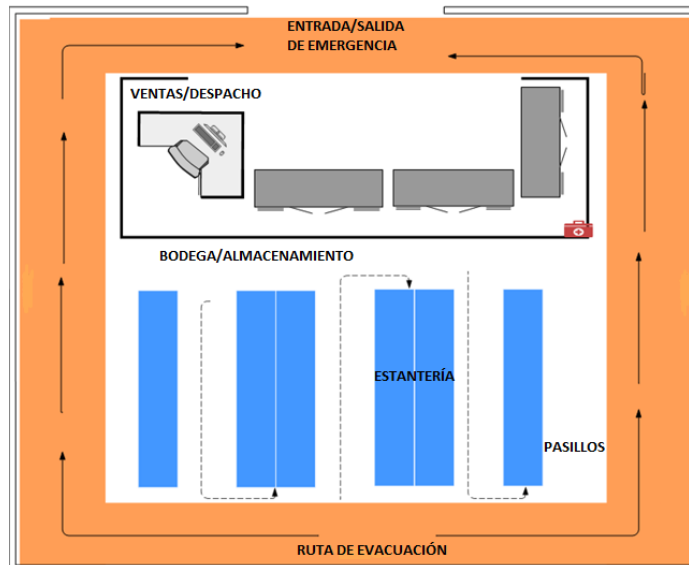 ENTRADA/SALIDA
DE EMERGENCIA
VENTAS/DESPACHO
BODEGA/ALMACENAMIENTO
ESTANTERÍA
PASILLOS
RUTA DE EVACUACIÓN